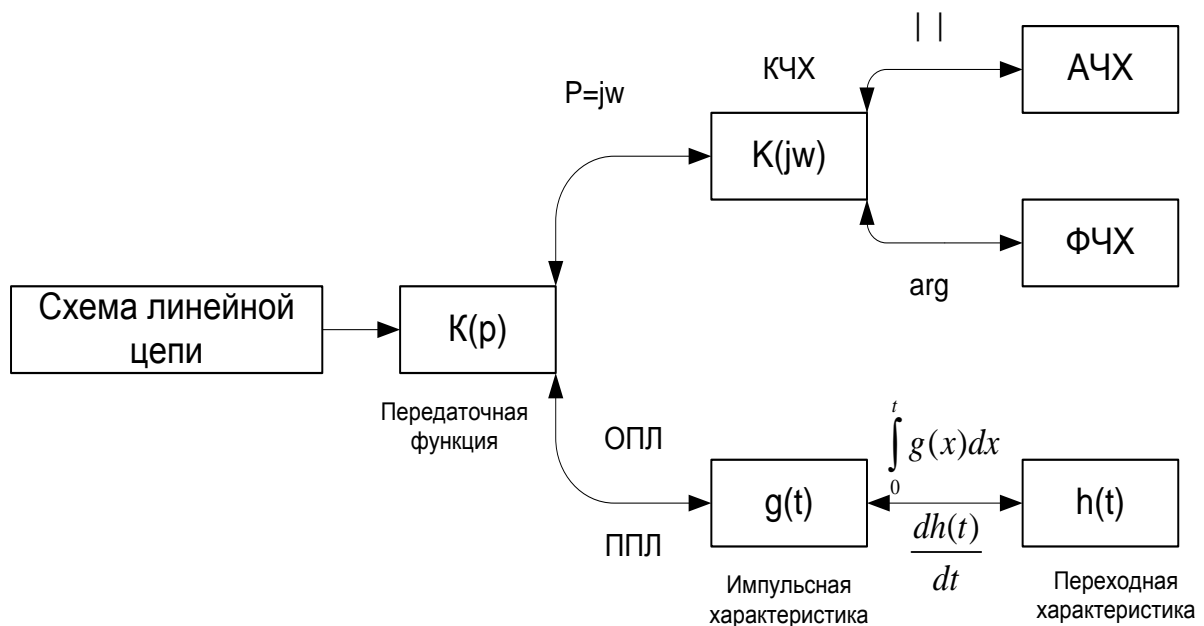 | |
АЧХ
КЧХ
P=jw
K(jw)
ФЧХ
arg
Схема линейной
цепи
К(р)
Передаточная
функция
ОПЛ
ППЛ
g(t)
∫₀ᵗ g(x)dx
dh(t)
dt
h(t)
Импульсная
характеристика
Переходная
характеристика